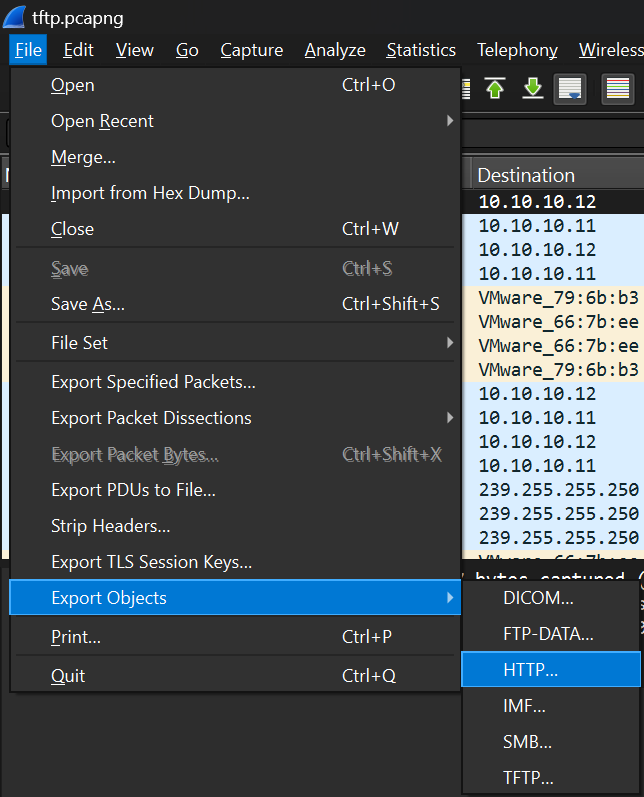 tftp.pcapng
File Edit View Go Capture Analyze Statistics Telephony Wireless
Open Ctrl+O
Open Recent
Merge...
Import from Hex Dump...
Close Ctrl+W
Save Ctrl+S
Save As... Ctrl+Shift+S
File Set
Export Specified Packets...
Export Packet Dissections
Export Packet Bytes... Ctrl+Shift+X
Export PDUs to File...
Strip Headers...
Export TLS Session Keys...
Export Objects
Print... Ctrl+P
Quit Ctrl+Q
Destination
10.10.10.12
10.10.10.11
10.10.10.12
10.10.10.11
VMware_79:6b:b3
VMware_66:7b:ee
VMware_66:7b:ee
VMware_79:6b:b3
10.10.10.12
10.10.10.11
10.10.10.12
10.10.10.11
239.255.255.250
239.255.255.250
239.255.255.250
VMware_66:7b:ee
bytes captured (
DICOM...
FTP-DATA...
HTTP...
IMF...
SMB...
TFTP...